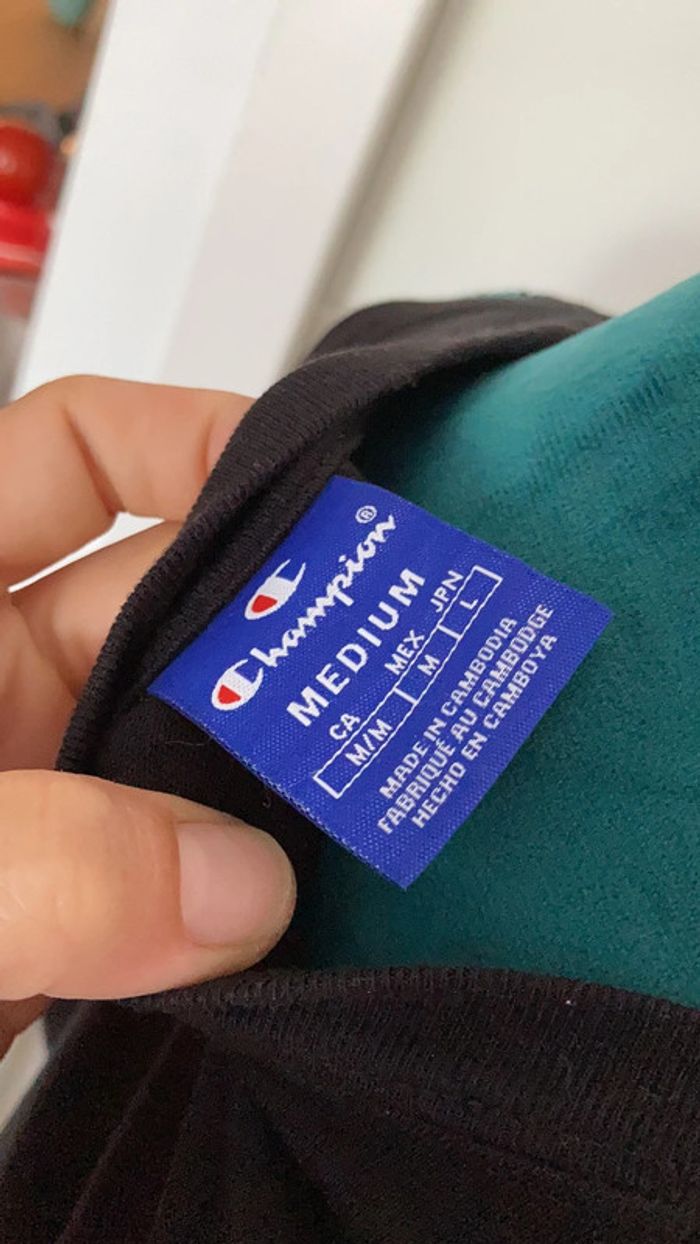 Champion®
MEDIUM
CA MEX JPN
M/M M L
MADE IN CAMBODIA
FABRIQUÉ AU CAMBODGE
HECHO EN CAMBOYA